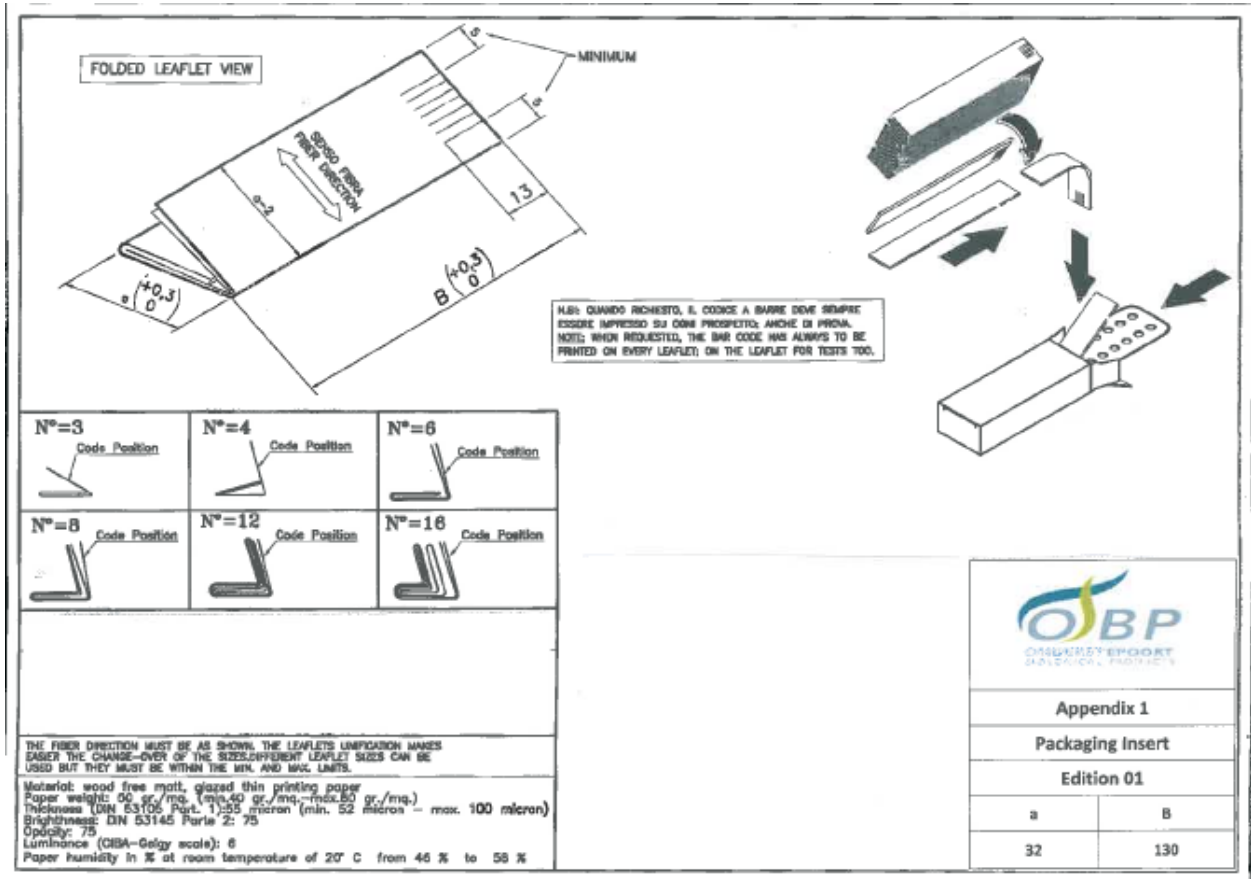 FOLDED LEAFLET VIEW
5
MINIMUM
5
SENSO FIBRA
FIBER DIRECTION
a-2
13
a (+0,3 0)
B (+0,3 0)
N.B.: QUANDO RICHIESTO, IL CODICE A BARRE DEVE SEMPRE
ESSERE IMPRESSO SU OGNI PROSPETTO; ANCHE DI PROVA.
NOTE: WHEN REQUESTED, THE BAR CODE HAS ALWAYS TO BE
PRINTED ON EVERY LEAFLET; ON THE LEAFLET FOR TESTS TOO.
N°=3
Code Position
N°=4
Code Position
N°=6
Code Position
N°=8
Code Position
N°=12
Code Position
N°=16
Code Position
THE FIBER DIRECTION MUST BE AS SHOWN. THE LEAFLETS UNIFICATION MAKES
EASIER THE CHANGE-OVER OF THE SIZES.DIFFERENT LEAFLET SIZES CAN BE
USED BUT THEY MUST BE WITHIN THE MIN. AND MAX. LIMITS.
Material: wood free matt, glazed thin printing paper
Paper weight: 50 gr./mq. (min.40 gr./mq.-max.60 gr./mq.)
Thickness (DIN 53105 Part. 1):55 micron (min. 52 micron - max. 100 micron)
Brighthness: DIN 53145 Parte 2: 75
Opacity: 75
Luminance (CIBA-Geigy scale): 6
Paper humidity in % at room temperature of 20° C from 46 % to 58 %
OBP
PRODUCTS
Appendix 1
Packaging Insert
Edition 01
a B
32 130